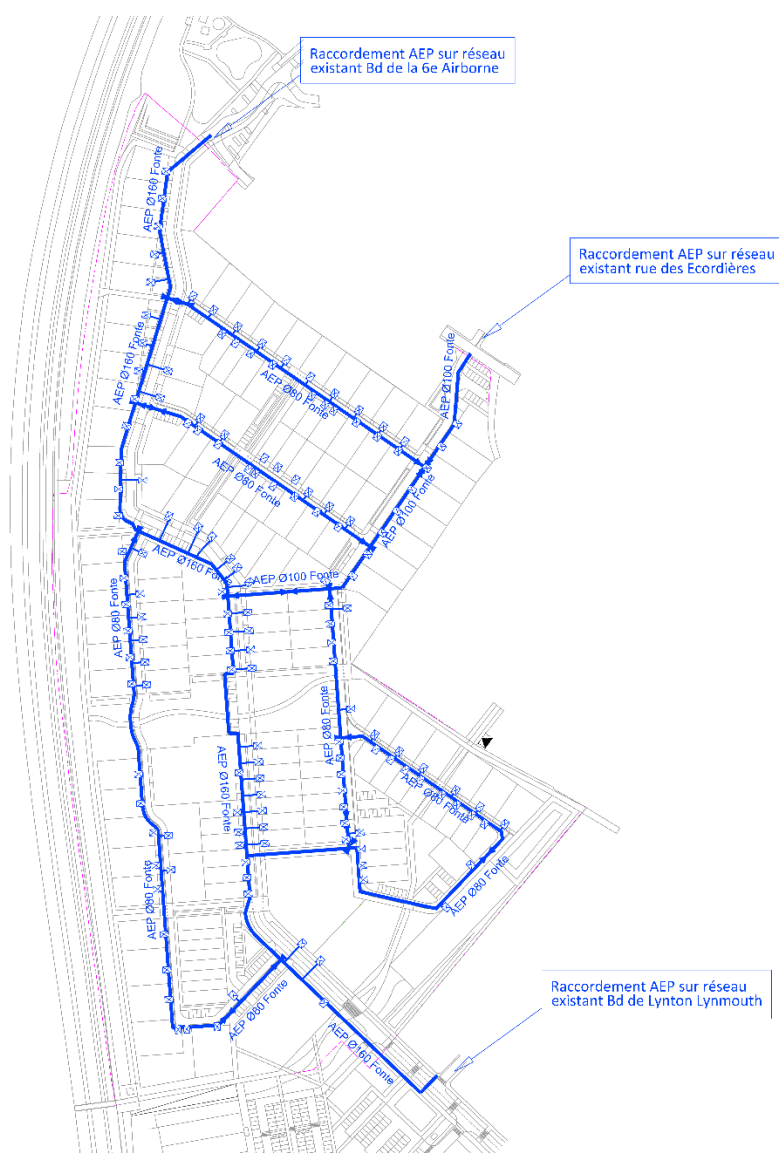 Raccordement AEP sur réseau
existant Bd de la 6e Airborne
AEP Ø160 Fonte
Raccordement AEP sur réseau
existant rue des Ecordières
AEP Ø160 Fonte
AEP Ø80 Fonte
AEP Ø100 Fonte
AEP Ø80 Fonte
AEP Ø100 Fonte
AEP Ø160 Fonte
AEP Ø100 Fonte
AEP Ø80 Fonte
AEP Ø80 Fonte
AEP Ø160 Fonte
AEP Ø80 Fonte
AEP Ø80 Fonte
AEP Ø80 Fonte
AEP Ø80 Fonte
Raccordement AEP sur réseau
existant Bd de Lynton Lynmouth
AEP Ø160 Fonte